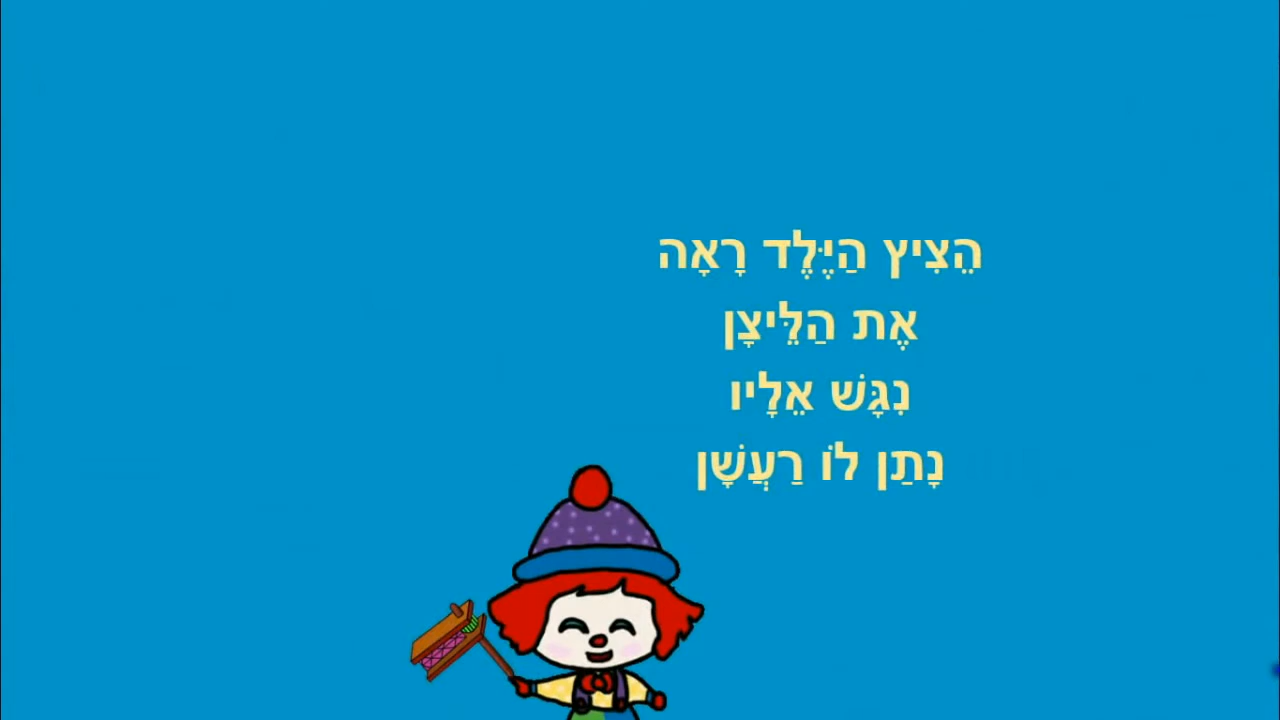 הֵצִיץ הַיֶּלֶד רָאָה
אֶת הַלֵּיצָן
נִגָּשׁ אֵלָיו
נָתַן לוֹ רַעֲשָׁן